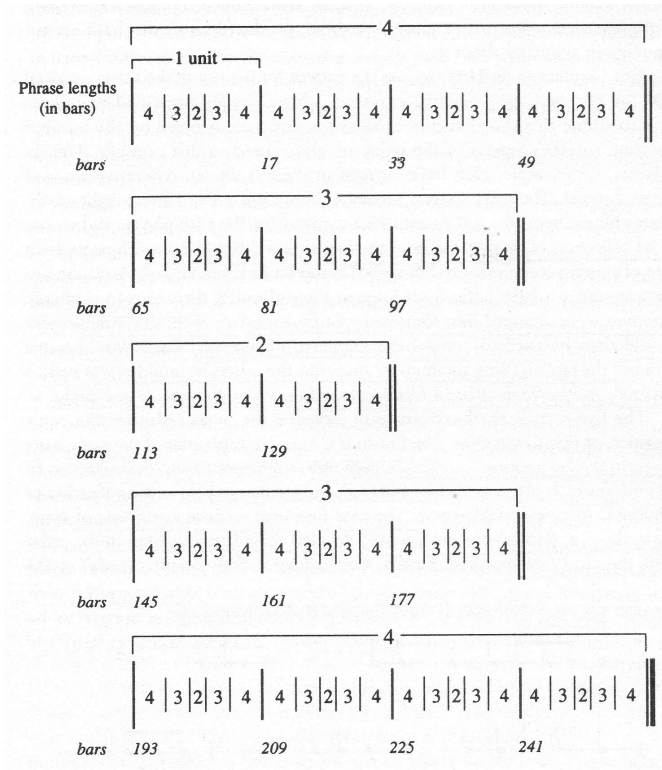 4
1 unit
Phrase lengths
(in bars)
4 3 2 3 4 4 3 2 3 4 4 3 2 3 4 4 3 2 3 4
bars 17 33 49
3
4 3 2 3 4 4 3 2 3 4 4 3 2 3 4
bars 65 81 97
2
4 3 2 3 4 4 3 2 3 4
bars 113 129
3
4 3 2 3 4 4 3 2 3 4 4 3 2 3 4
bars 145 161 177
4
4 3 2 3 4 4 3 2 3 4 4 3 2 3 4 4 3 2 3 4
bars 193 209 225 241